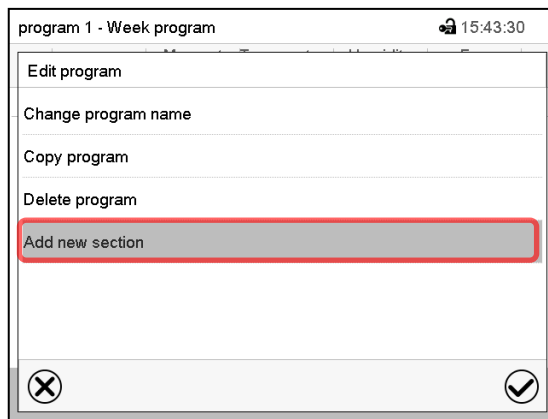 program 1 - Week program 15:43:30
Edit program
Change program name
Copy program
Delete program
Add new section